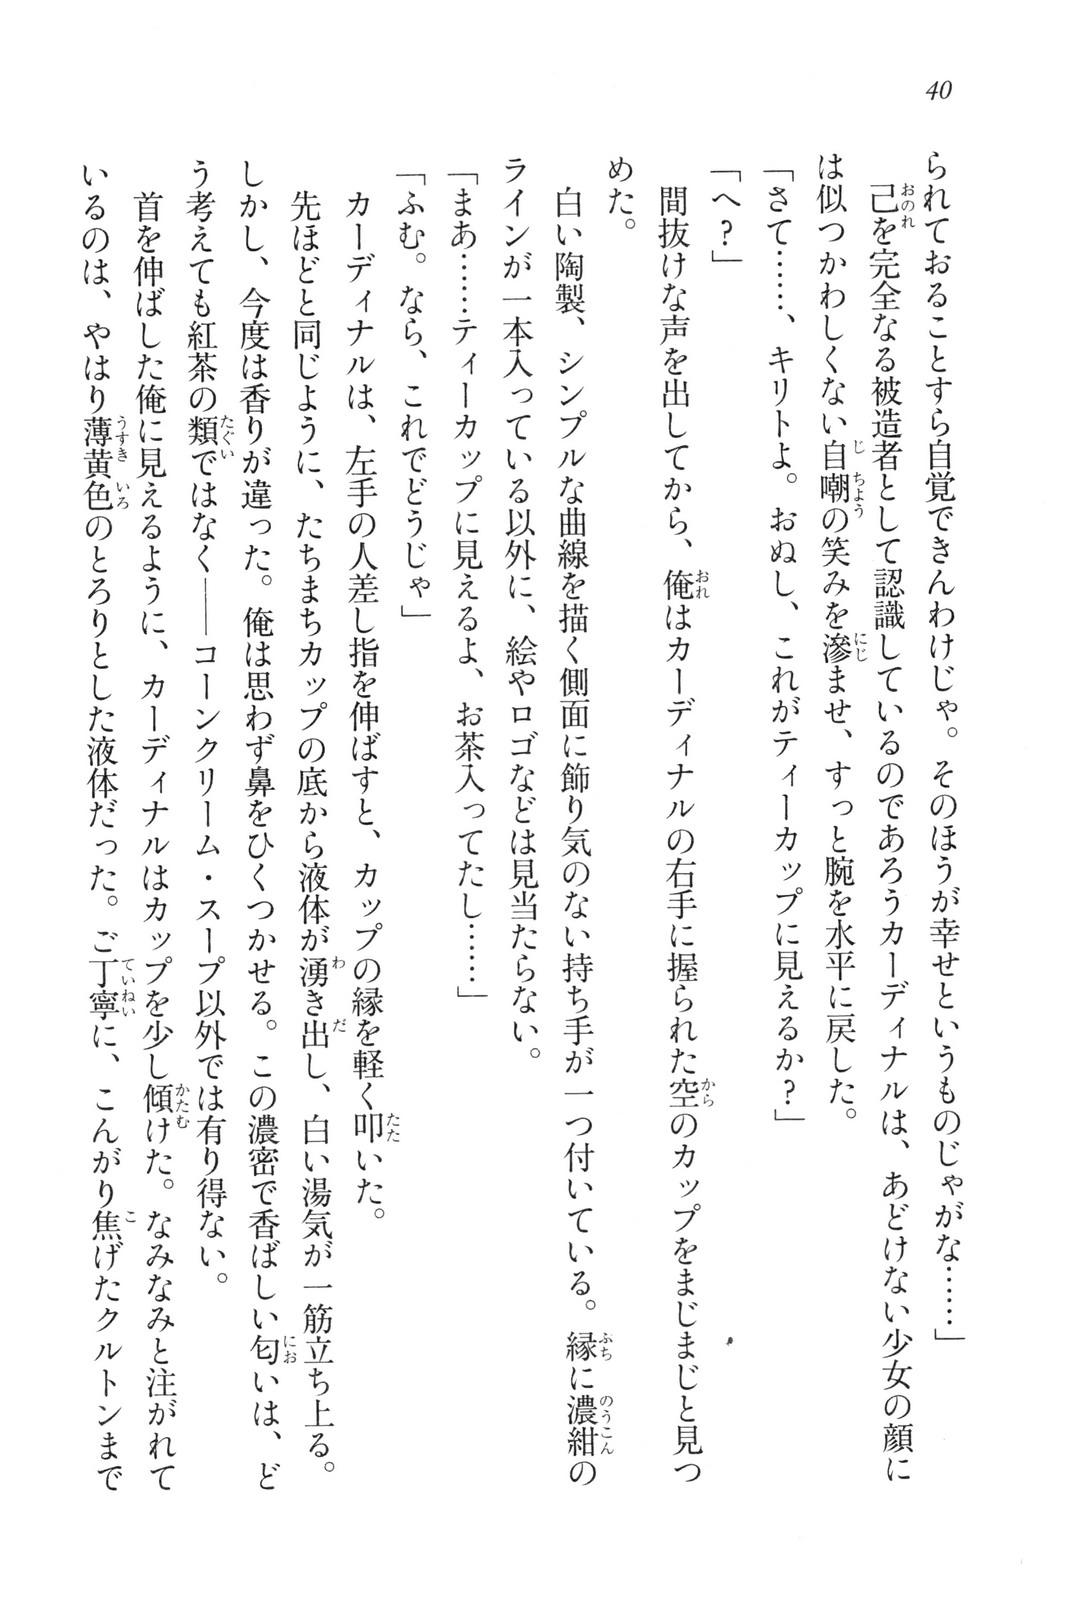 40
られておることすら自覚できんわけじゃ。そのほうが幸せというものじゃがな……」
己を完全なる被造者として認識しているのであろうカーディナルは、あどけない少女の顔に
は似つかわしくない自嘲の笑みを滲ませ、すっと腕を水平に戻した。
「さて……、キリトよ。おぬし、これがティーカップに見えるか?」
「へ?」
間抜けな声を出してから、俺はカーディナルの右手に握られた空のカップをまじまじと見つ
めた。
白い陶製、シンプルな曲線を描く側面に飾り気のない持ち手が一つ付いている。縁に濃紺の
ラインが一本入っている以外に、絵やロゴなどは見当たらない。
「まあ……ティーカップに見えるよ、お茶入ってたし……」
「ふむ。なら、これでどうじゃ」
カーディナルは、左手の人差し指を伸ばすと、カップの縁を軽く叩いた。
先ほどと同じように、たちまちカップの底から液体が湧き出し、白い湯気が一筋立ち上る。
しかし、今度は香りが違った。俺は思わず鼻をひくつかせる。この濃密で香ばしい匂いは、ど
う考えても紅茶の類ではなく――コーンクリーム・スープ以外では有り得ない。
首を伸ばした俺に見えるように、カーディナルはカップを少し傾けた。なみなみと注がれて
いるのは、やはり薄黄色のとろりとした液体だった。ご丁寧に、こんがり焦げたクルトンまで